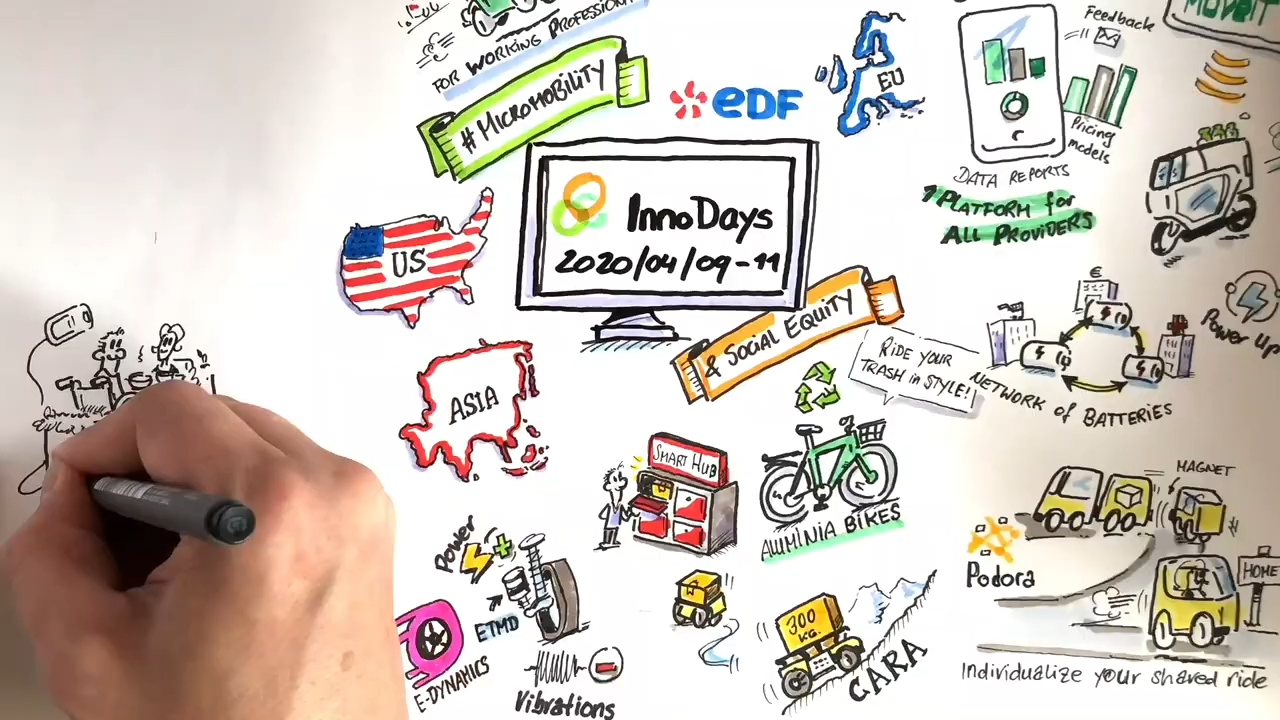 FOR WORKING PROFESSION
# MICROMOBILITY
eDF
EU
Feedback
Pricing
models
DATA REPORTS
1 PLATFORM for
ALL PROVIDERS
MOVEIT
InnoDays
2020/04/09-11
US
& SOCIAL EQUITY
RIDE YOUR
TRASH in STYLE!
€
POWER UP
NETWORK of BATTERIES
ASIA
SMART HUB
ALUMINIA BIKES
MAGNET
Podora
HOME
Individualize your shared ride
Power
ETMD
E-DYNAMICS
Vibrations
300
KG.
CARA